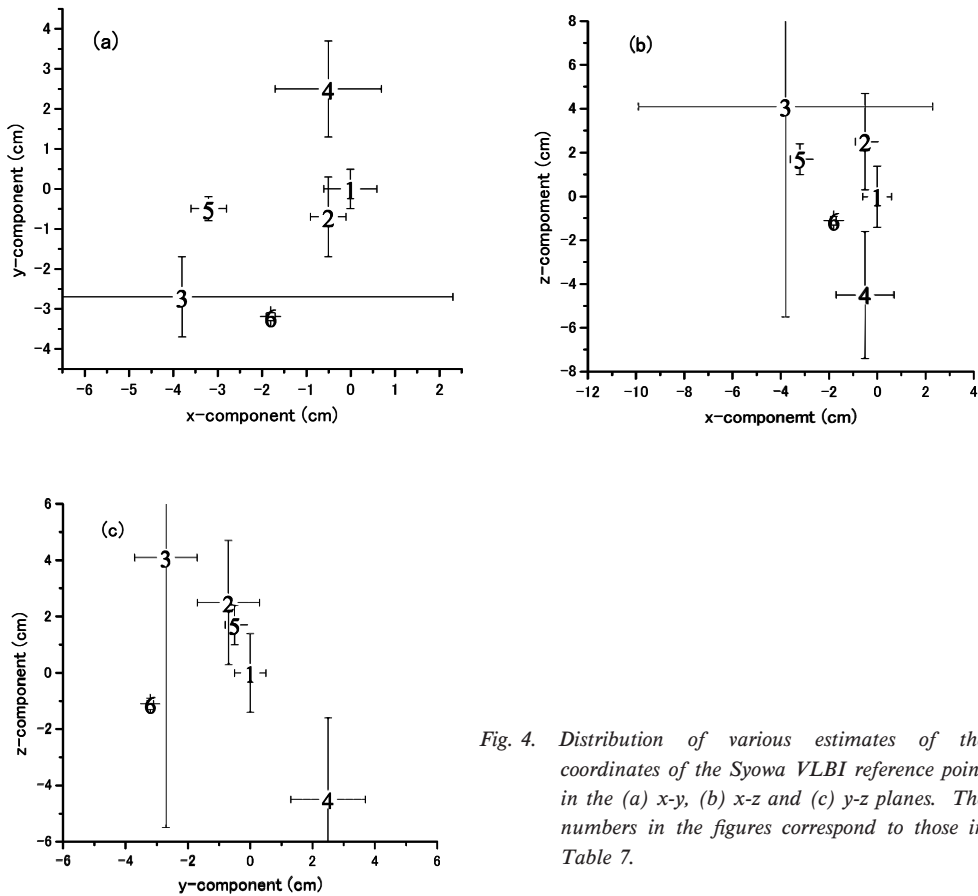 (a)
y-component (cm)
4
3
2
1
0
-1
-2
-3
-4
4
1
2
5
3
6
-6 -5 -4 -3 -2 -1 0 1 2
x-component (cm)
(b)
z-component (cm)
8
6
4
2
0
-2
-4
-6
-8
3
2
5
1
6
4
-12 -10 -8 -6 -4 -2 0 2 4
x-componemt (cm)
(c)
z-component (cm)
6
4
2
0
-2
-4
-6
3
2
5
1
6
4
-6 -4 -2 0 2 4 6
y-component (cm)
Fig. 4. Distribution of various estimates of the
coordinates of the Syowa VLBI reference point
in the (a) x-y, (b) x-z and (c) y-z planes. The
numbers in the figures correspond to those in
Table 7.